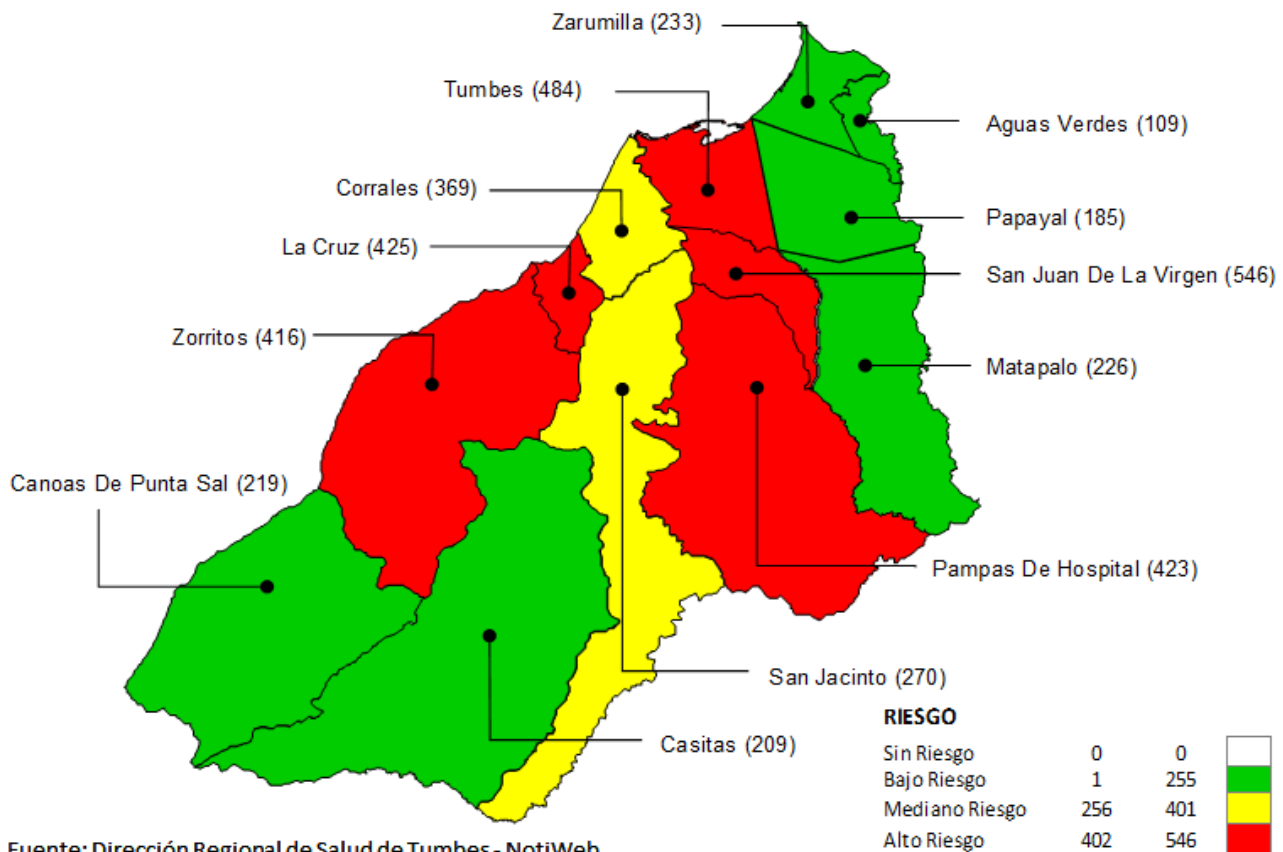 Zarumilla (233)
Tumbes (484)
Aguas Verdes (109)
Corrales (369)
Papayal (185)
La Cruz (425)
San Juan De La Virgen (546)
Zorritos (416)
Matapalo (226)
Canoas De Punta Sal (219)
Pampas De Hospital (423)
San Jacinto (270)
Casitas (209)
RIESGO
Sin Riesgo 0 0
Bajo Riesgo 1 255
Mediano Riesgo 256 401
Alto Riesgo 402 546
Fuente: Dirección Regional de Salud de Tumbes - NotiWeb